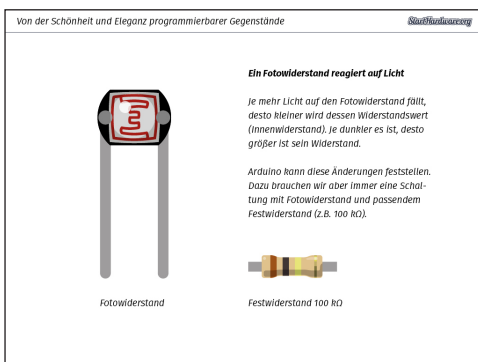 Von der Schönheit und Eleganz programmierbarer Gegenstände
StartHardware.org
Ein Fotowiderstand reagiert auf Licht
Je mehr Licht auf den Fotowiderstand fällt,
desto kleiner wird dessen Widerstandswert
(Innenwiderstand). Je dunkler es ist, desto
größer ist sein Widerstand.
Arduino kann diese Änderungen feststellen.
Dazu brauchen wir aber immer eine Schal-
tung mit Fotowiderstand und passendem
Festwiderstand (z.B. 100 kΩ).
Fotowiderstand
Festwiderstand 100 kΩ